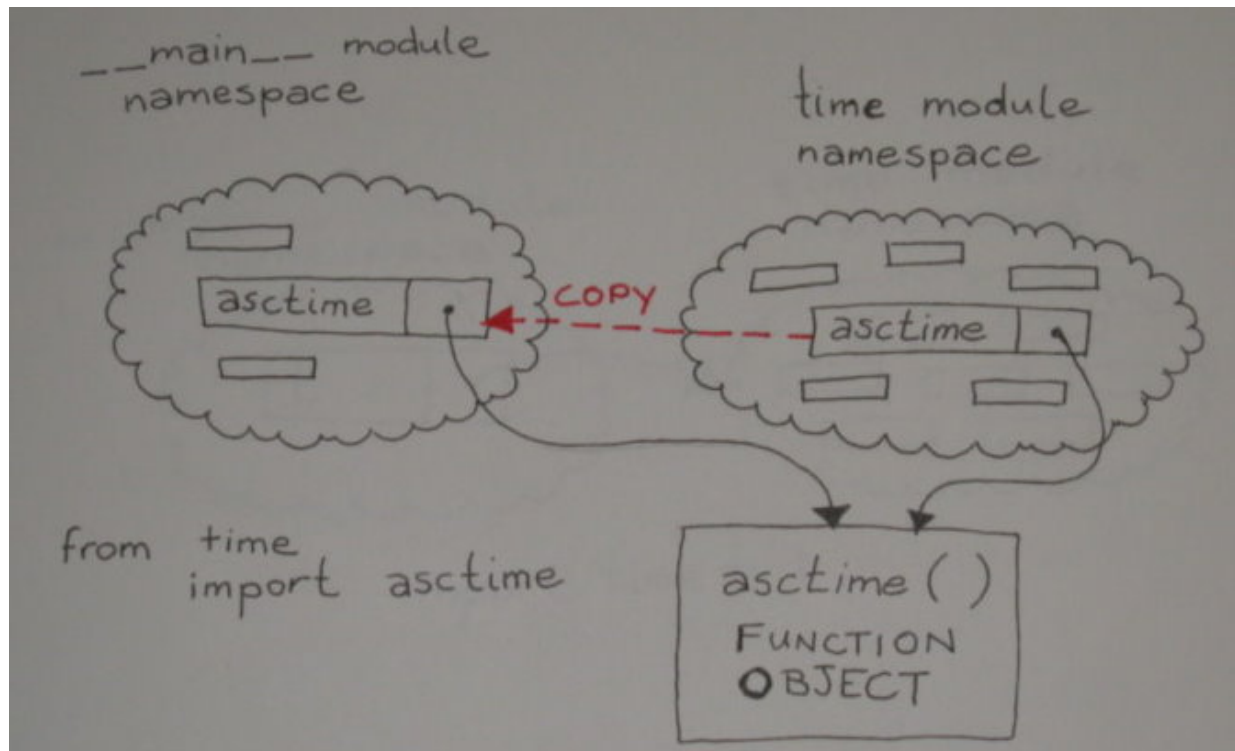 __main__ module
namespace
time module
namespace
asctime
COPY
asctime
from time
import asctime
asctime ( )
FUNCTION
OBJECT